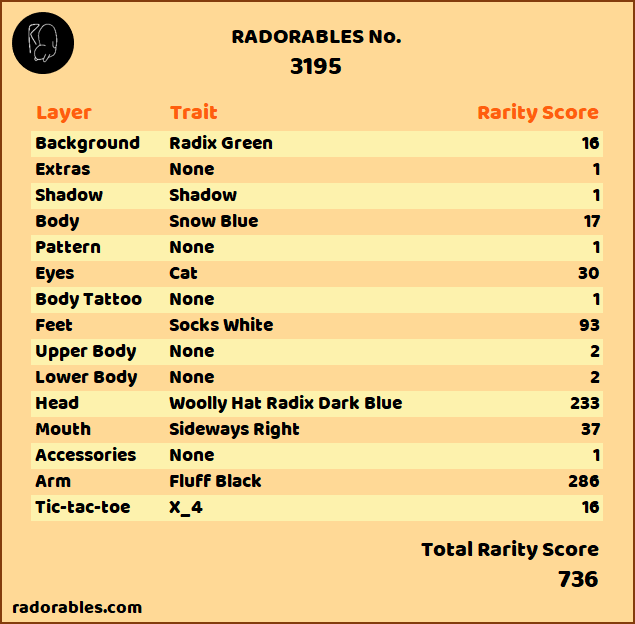 RADORABLES No.
3195
Layer Trait Rarity Score
Background Radix Green 16
Extras None 1
Shadow Shadow 1
Body Snow Blue 17
Pattern None 1
Eyes Cat 30
Body Tattoo None 1
Feet Socks White 93
Upper Body None 2
Lower Body None 2
Head Woolly Hat Radix Dark Blue 233
Mouth Sideways Right 37
Accessories None 1
Arm Fluff Black 286
Tic-tac-toe X_4 16
Total Rarity Score
736
radorables.com